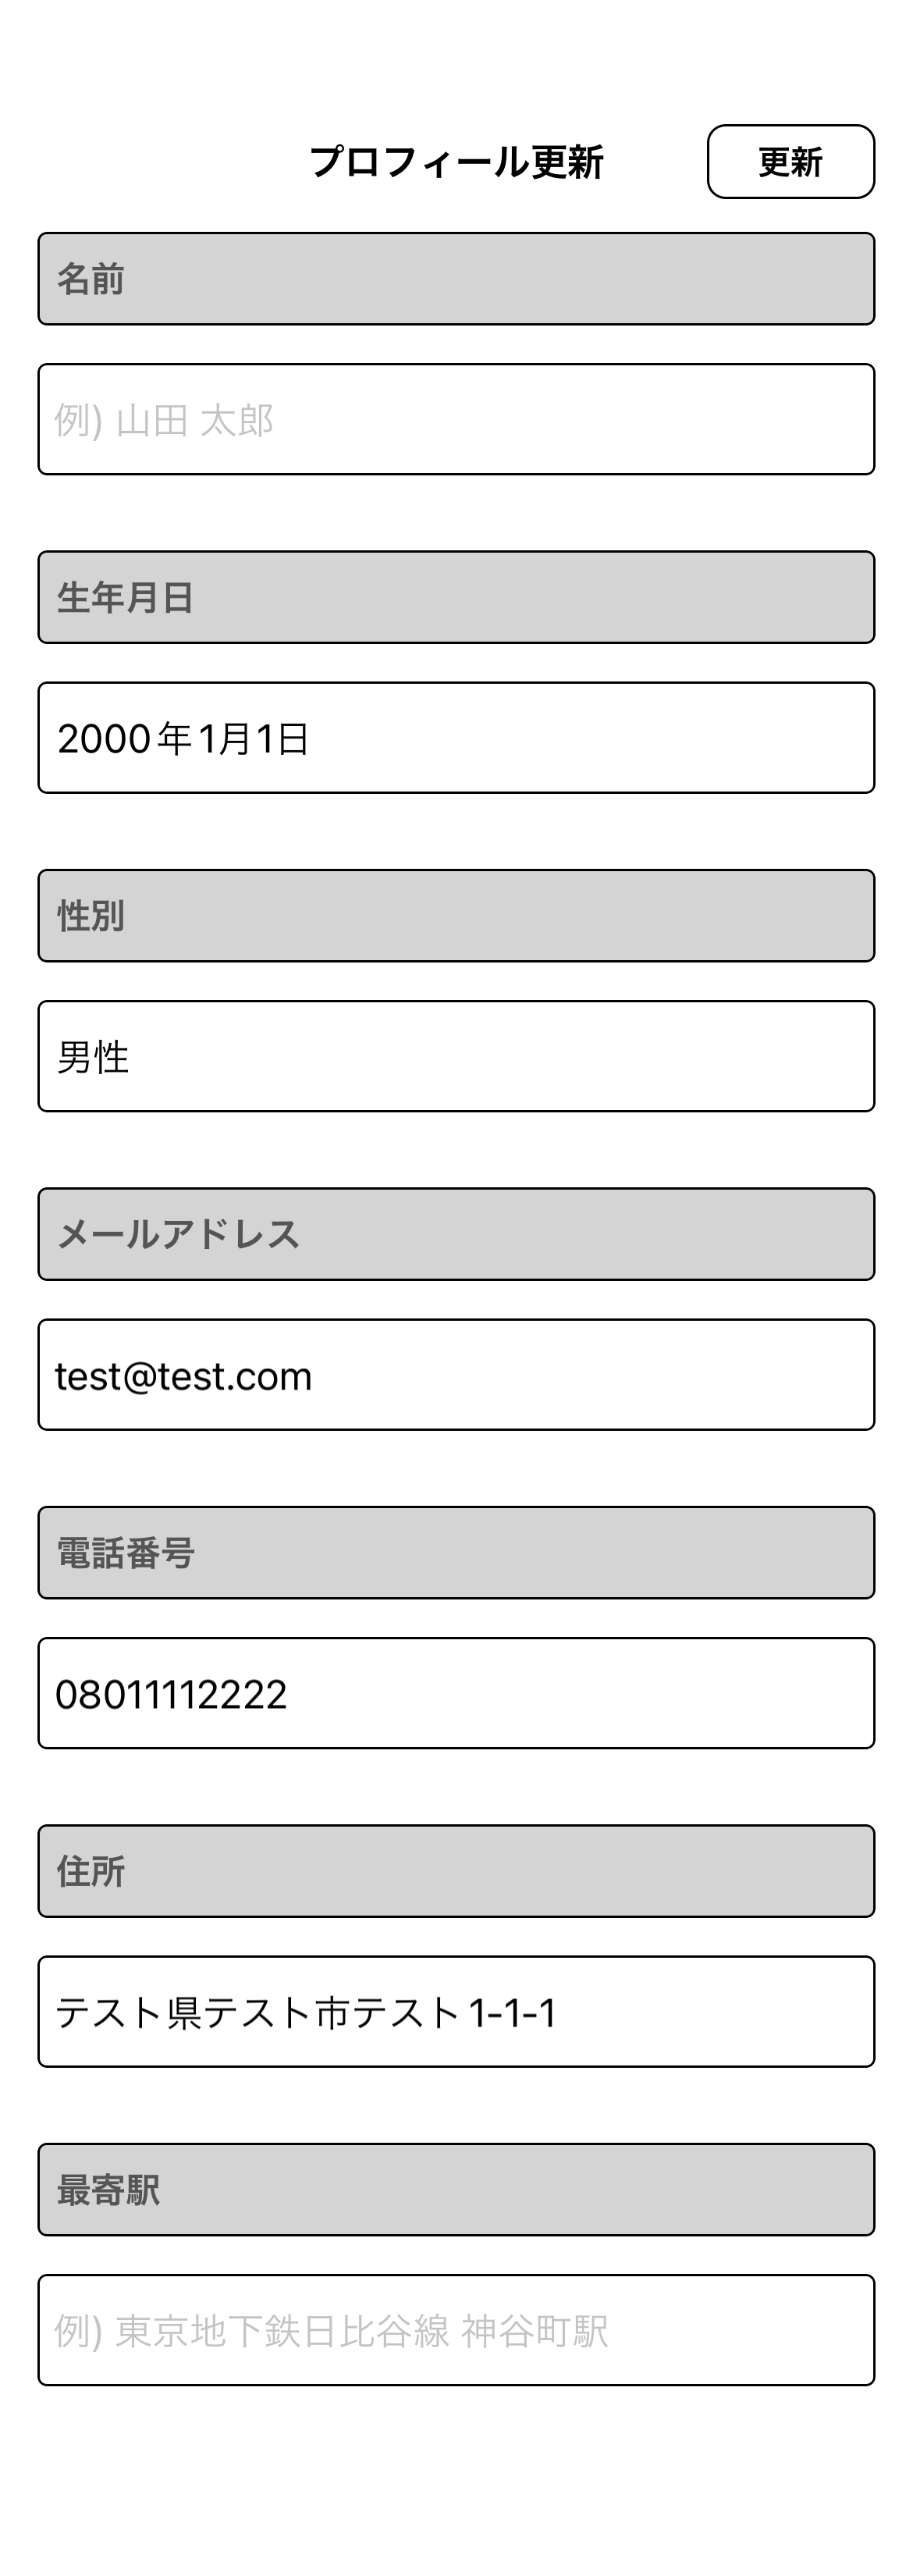 プロフィール更新
更新
名前
例) 山田 太郎
生年月日
2000年1月1日
性別
男性
メールアドレス
test@test.com
電話番号
08011112222
住所
テスト県テスト市テスト1-1-1
最寄駅
例) 東京地下鉄日比谷線 神谷町駅